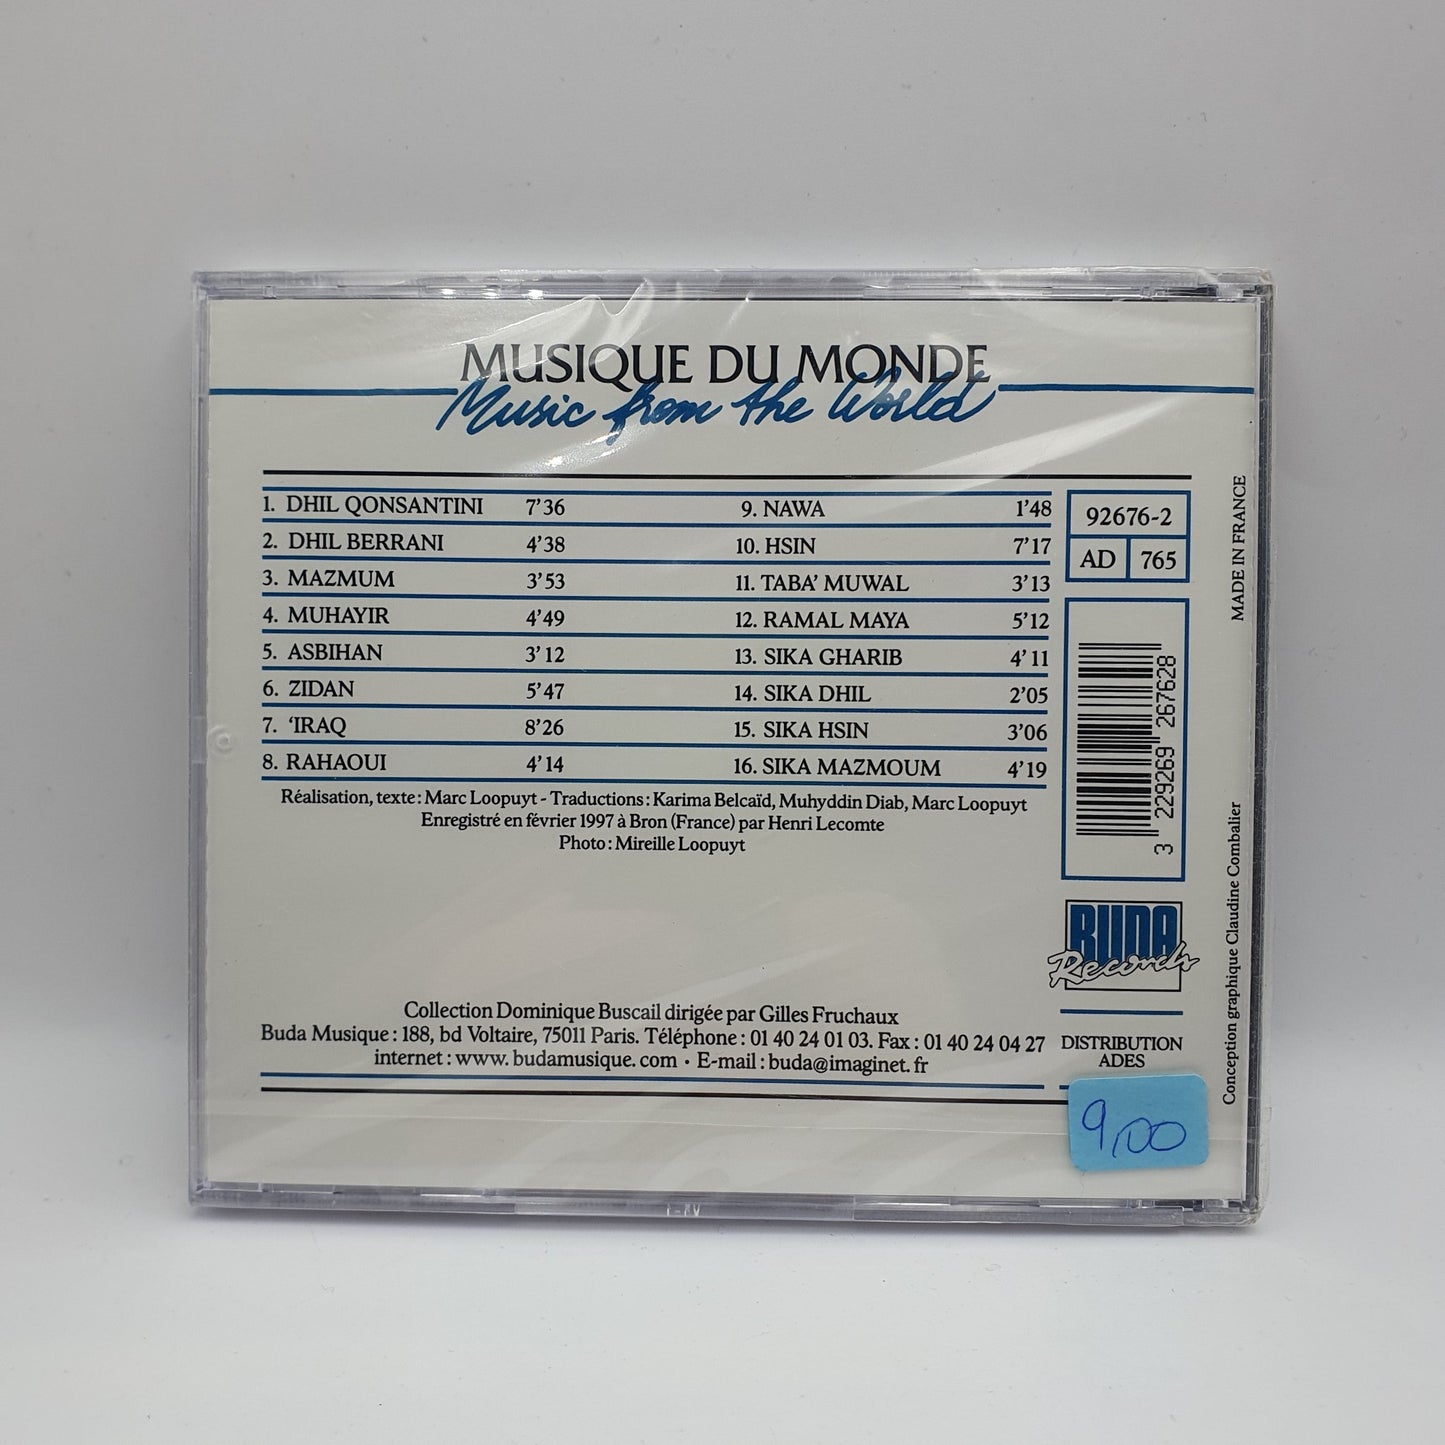 MUSIQUE DU MONDE
Music from the World
1. DHIL QONSANTINI 7’36
2. DHIL BERRANI 4’38
3. MAZMUM 3’53
4. MUHAYIR 4’49
5. ASBIHAN 3’12
6. ZIDAN 5’47
7. ‘IRAQ 8’26
8. RAHAOUI 4’14
9. NAWA 1’48
10. HSIN 7’17
11. TABA’ MUWAL 3’13
12. RAMAL MAYA 5’12
13. SIKA GHARIB 4’11
14. SIKA DHIL 2’05
15. SIKA HSIN 3’06
16. SIKA MAZMOUM 4’19
Réalisation, texte : Marc Loopuyt - Traductions : Karima Belcaïd, Muhyddin Diab, Marc Loopuyt
Enregistré en février 1997 à Bron (France) par Henri Lecomte
Photo : Mireille Loopuyt
Collection Dominique Buscail dirigée par Gilles Fruchaux
Buda Musique : 188, bd Voltaire, 75011 Paris. Téléphone : 01 40 24 01 03. Fax : 01 40 24 04 27
internet : www. budamusique. com • E-mail : buda@imaginet. fr
92676-2
AD 765
3 229269 267628
BUDA
Records
DISTRIBUTION
ADES
9,00
MADE IN FRANCE
Conception graphique Claudine Combalier